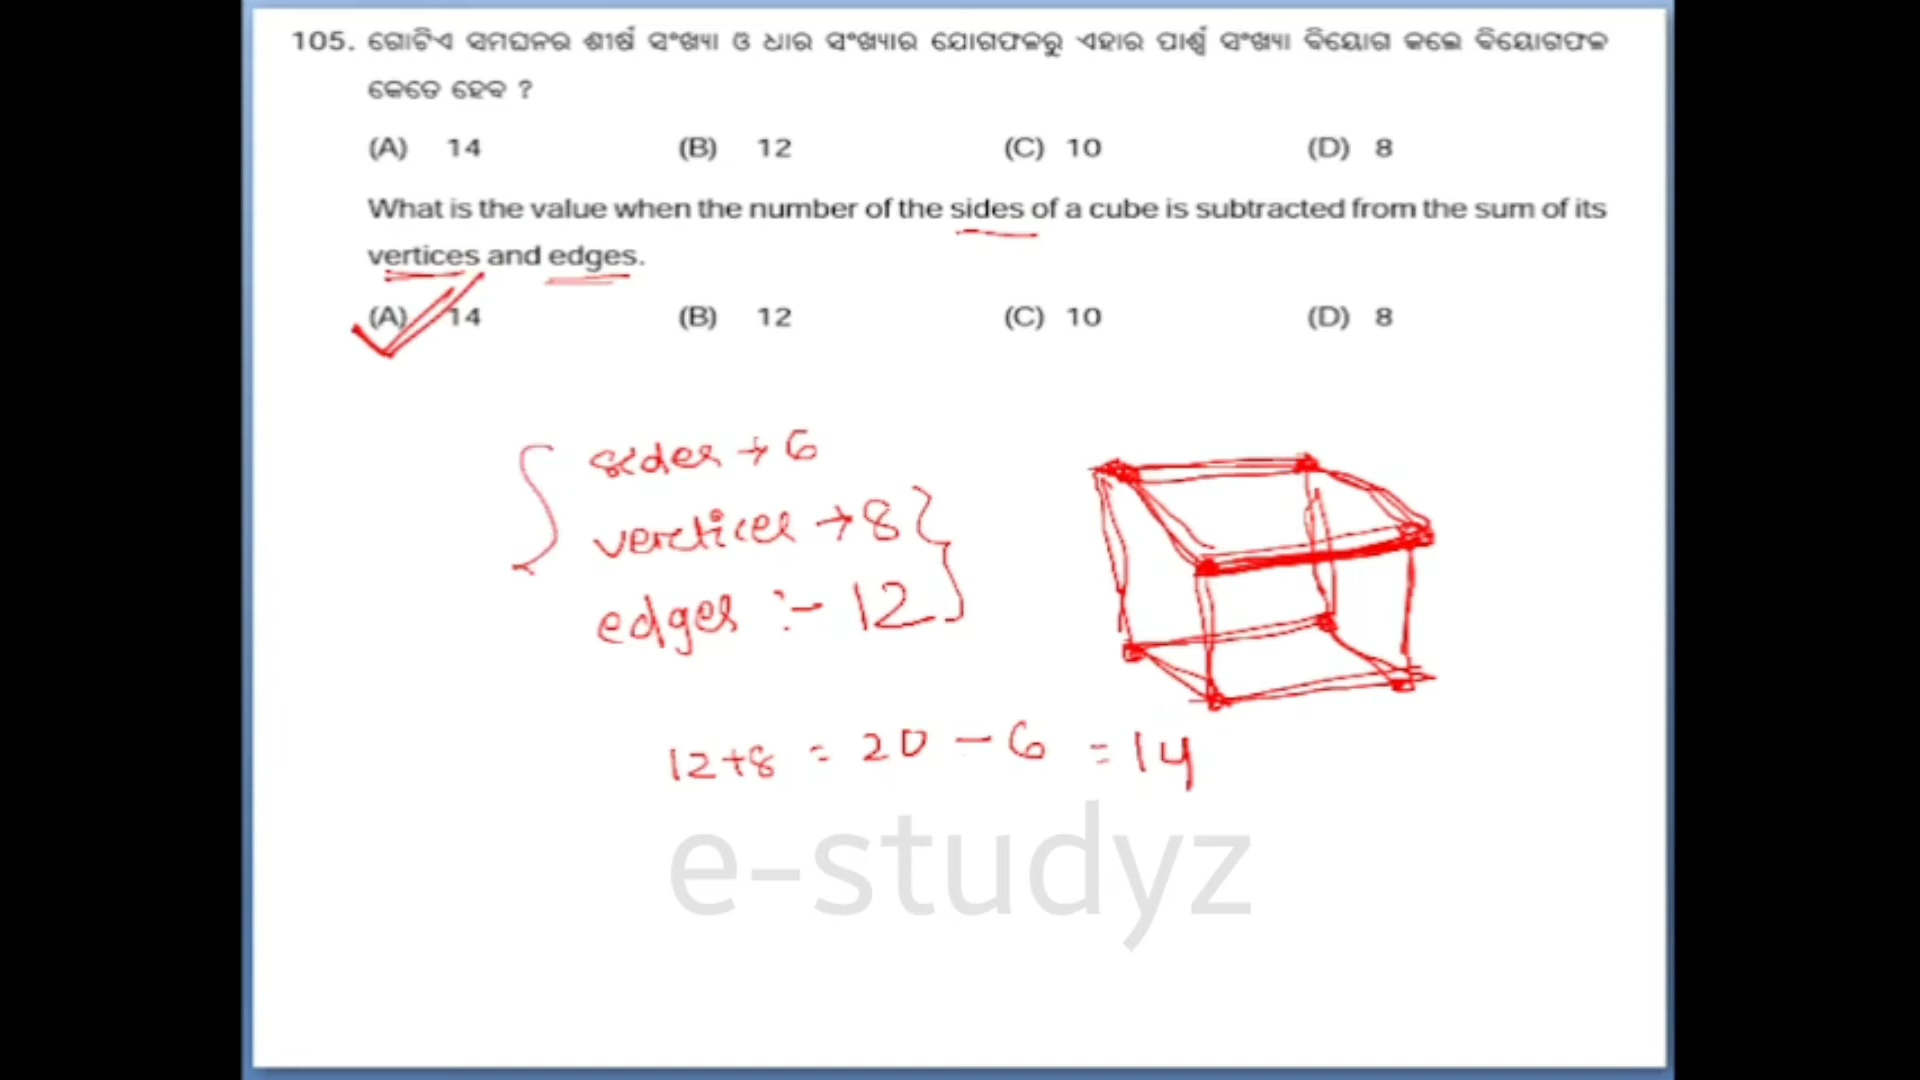 105. ଗୋଟିଏ ସମଘନର ଶୀର୍ଷ ସଂଖ୍ୟା ଓ ଧାର ସଂଖ୍ୟାର ଯୋଗଫଳରୁ ଏହାର ପାର୍ଶ୍ଵ ସଂଖ୍ୟା ବିୟୋଗ କଲେ ବିୟୋଗଫଳ
କେତେ ହେବ ?
(A) 14 (B) 12 (C) 10 (D) 8
What is the value when the number of the sides of a cube is subtracted from the sum of its
vertices and edges.
(A) 14 (B) 12 (C) 10 (D) 8
sides → 6
verctices → 8
edges :- 12
12+8 = 20 - 6 = 14
e-studyz